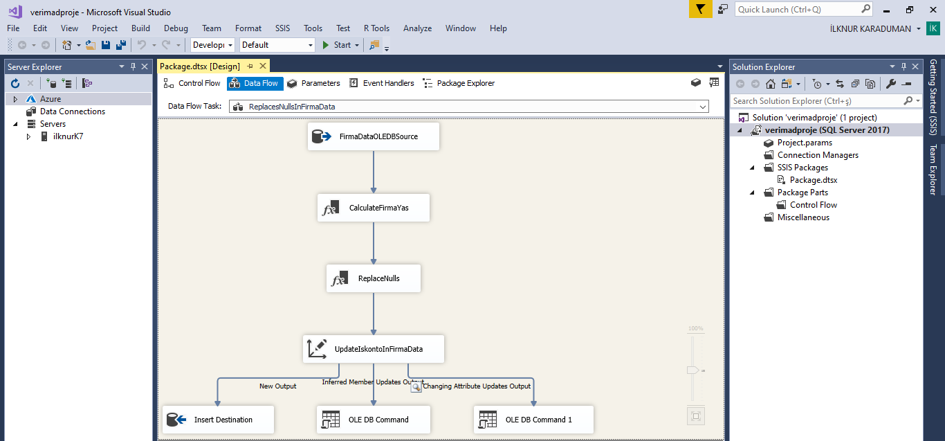 verimadproje - Microsoft Visual Studio
Quick Launch (Ctrl+Q)
File Edit View Project Build Debug Team Format SSIS Tools Test R Tools Analyze Window Help
İLKNUR KARADUMAN
İK
Develop Default Start
Server Explorer
Azure
Data Connections
Servers
ilknurK7
Package.dtsx [Design]
Control Flow Data Flow Parameters Event Handlers Package Explorer
Data Flow Task: ReplacesNullsInFirmaData
FirmaDataOLEDBSource
CalculateFirmaYas
ReplaceNulls
UpdateIskontoInFirmaData
New Output Inferred Member Updates Output Changing Attribute Updates Output
Insert Destination OLE DB Command OLE DB Command 1
100%
Solution Explorer
Search Solution Explorer (Ctrl+ş)
Solution 'verimadproje' (1 project)
verimadproje (SQL Server 2017)
Project.params
Connection Managers
SSIS Packages
Package.dtsx
Package Parts
Control Flow
Miscellaneous
Getting Started (SSIS)
Team Explorer